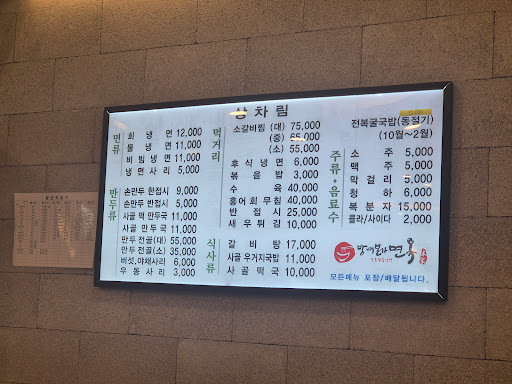 상차림
면류
회냉면 12,000
물냉면 11,000
비빔냉면 11,000
냉면사리 5,000
만두류
손만두 한접시 9,000
손만두 반접시 5,000
사골 떡 만둣국 11,000
사골 만두국 11,000
만두 전골(대) 55,000
만두 전골(소) 35,000
버섯,야채사리 6,000
우동사리 3,000
먹거리
소갈비찜 (대) 75,000
(중) 65,000
(소) 55,000
후식냉면 6,000
볶음밥 3,000
수육 40,000
홍어회무침 40,000
반접시 25,000
새우튀김 10,000
식사류
갈비탕 17,000
사골 우거지국밥 11,000
사골떡국 10,000
전복굴국밥(동절기)
(10월~2월)
주류·음료수
소주 5,000
맥주 5,000
막걸리 5,000
청하 6,000
복분자 15,000
콜라/사이다 2,000
모든메뉴 포장/배달됩니다.